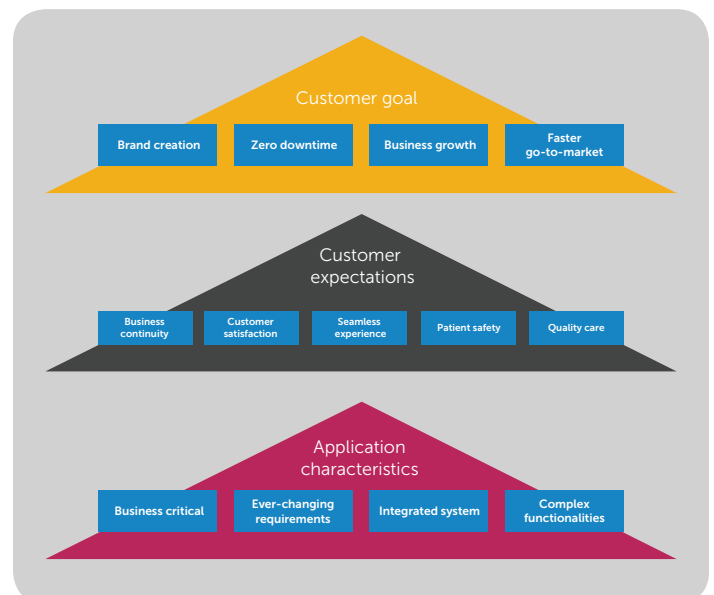 Customer goal
Brand creation
Zero downtime
Business growth
Faster
go-to-market
Customer
expectations
Business
continuity
Customer
satisfaction
Seamless
experience
Patient safety
Quality care
Application
characteristics
Business critical
Ever-changing
requirements
Integrated system
Complex
functionalities